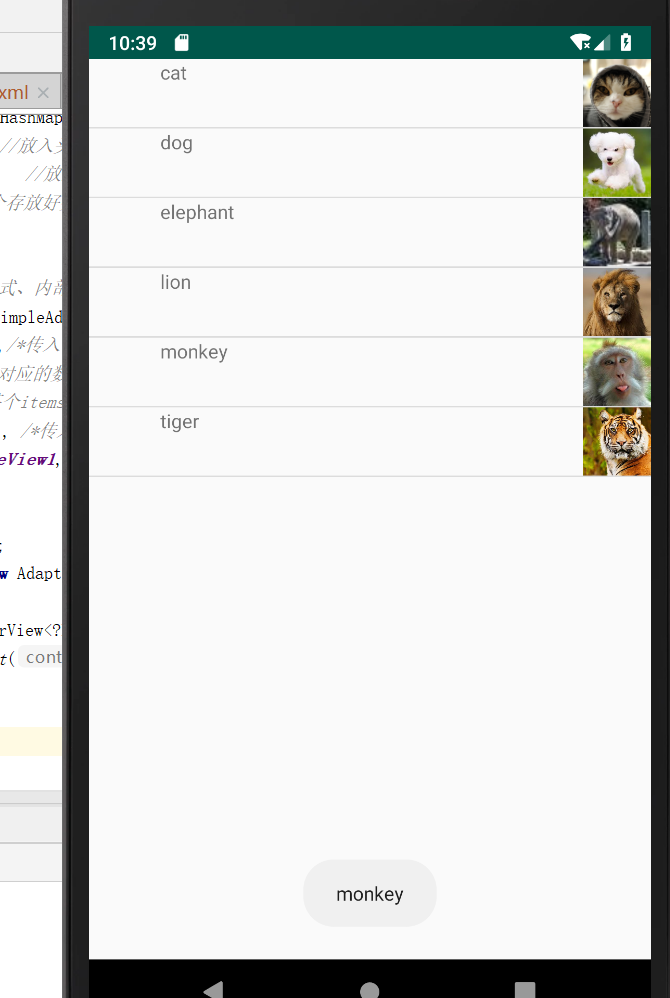 10:39
cat
dog
elephant
lion
monkey
tiger
monkey
xml
HashMap
//放入
//放
个存放好
式、内部
impleAd
/*传入
对应的数
个items
, /*传
eView1,
;
w Adapt
rView<?
t( cont